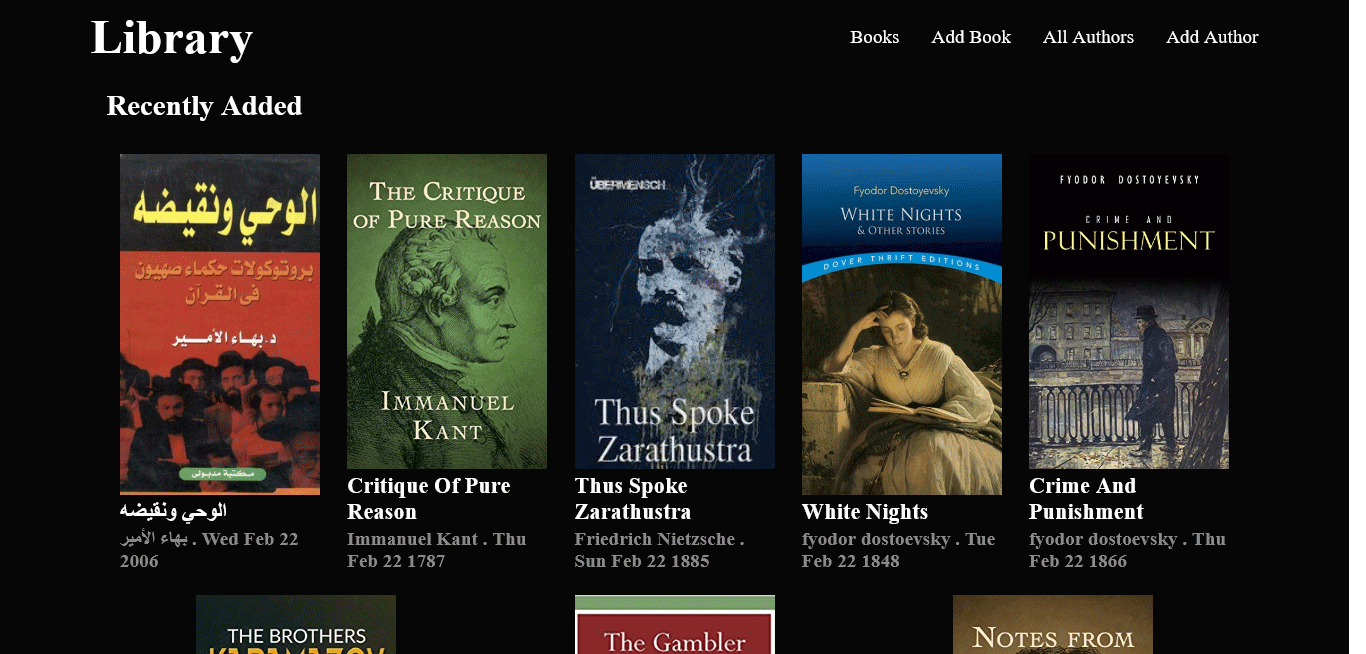 Library
Books
Add Book
All Authors
Add Author
Recently Added
الوحي ونقيضه
بروتوكولات حكماء صهيون
فى القرآن
د. بهاء الأمير
مكتبة مدبولى
الوحي ونقيضه
بهاء الأمير . Wed Feb 22
2006
THE CRITIQUE
OF PURE REASON
IMMANUEL
KANT
Critique Of Pure
Reason
Immanuel Kant . Thu
Feb 22 1787
ÜBERMENSCH
Thus Spoke
Zarathustra
Thus Spoke
Zarathustra
Friedrich Nietzsche .
Sun Feb 22 1885
Fyodor Dostoyevsky
WHITE NIGHTS
& OTHER STORIES
DOVER THRIFT EDITIONS
White Nights
fyodor dostoevsky . Tue
Feb 22 1848
FYODOR DOSTOYEVSKY
CRIME AND
PUNISHMENT
Crime And
Punishment
fyodor dostoevsky . Thu
Feb 22 1866
THE BROTHERS
KARAMAZOV
The Gambler
NOTES FROM